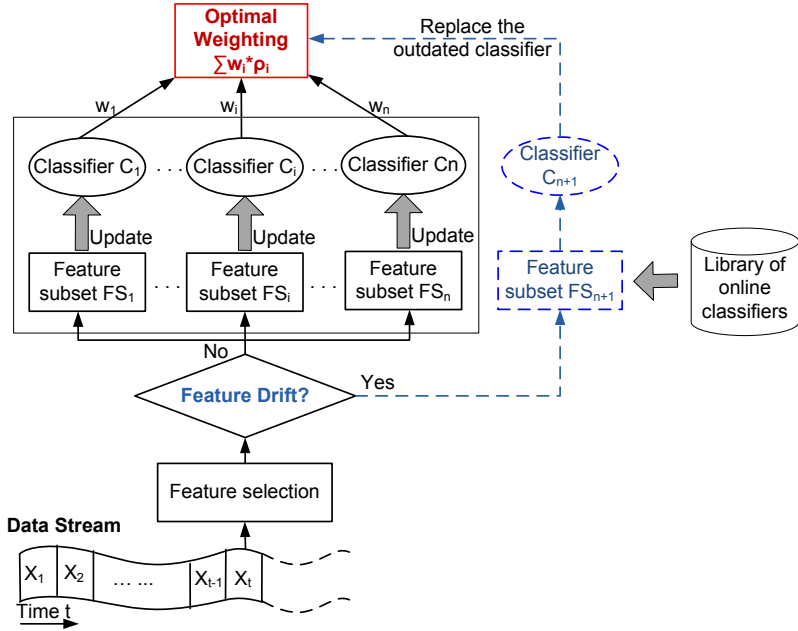 Optimal
Weighting
∑wᵢ*ρᵢ
Replace the
outdated classifier
w₁
wᵢ
wₙ
Classifier C₁
. . .
Classifier Cᵢ
. . .
Classifier Cn
Classifier
Cₙ₊₁
Update
Update
Update
Feature
subset FS₁
. . .
Feature
subset FSᵢ
. . .
Feature
subset FSₙ
Feature
subset FSₙ₊₁
Library of
online
classifiers
No
Yes
Feature Drift?
Feature selection
Data Stream
X₁
X₂
... ...
Xₜ₋₁
Xₜ
Time t